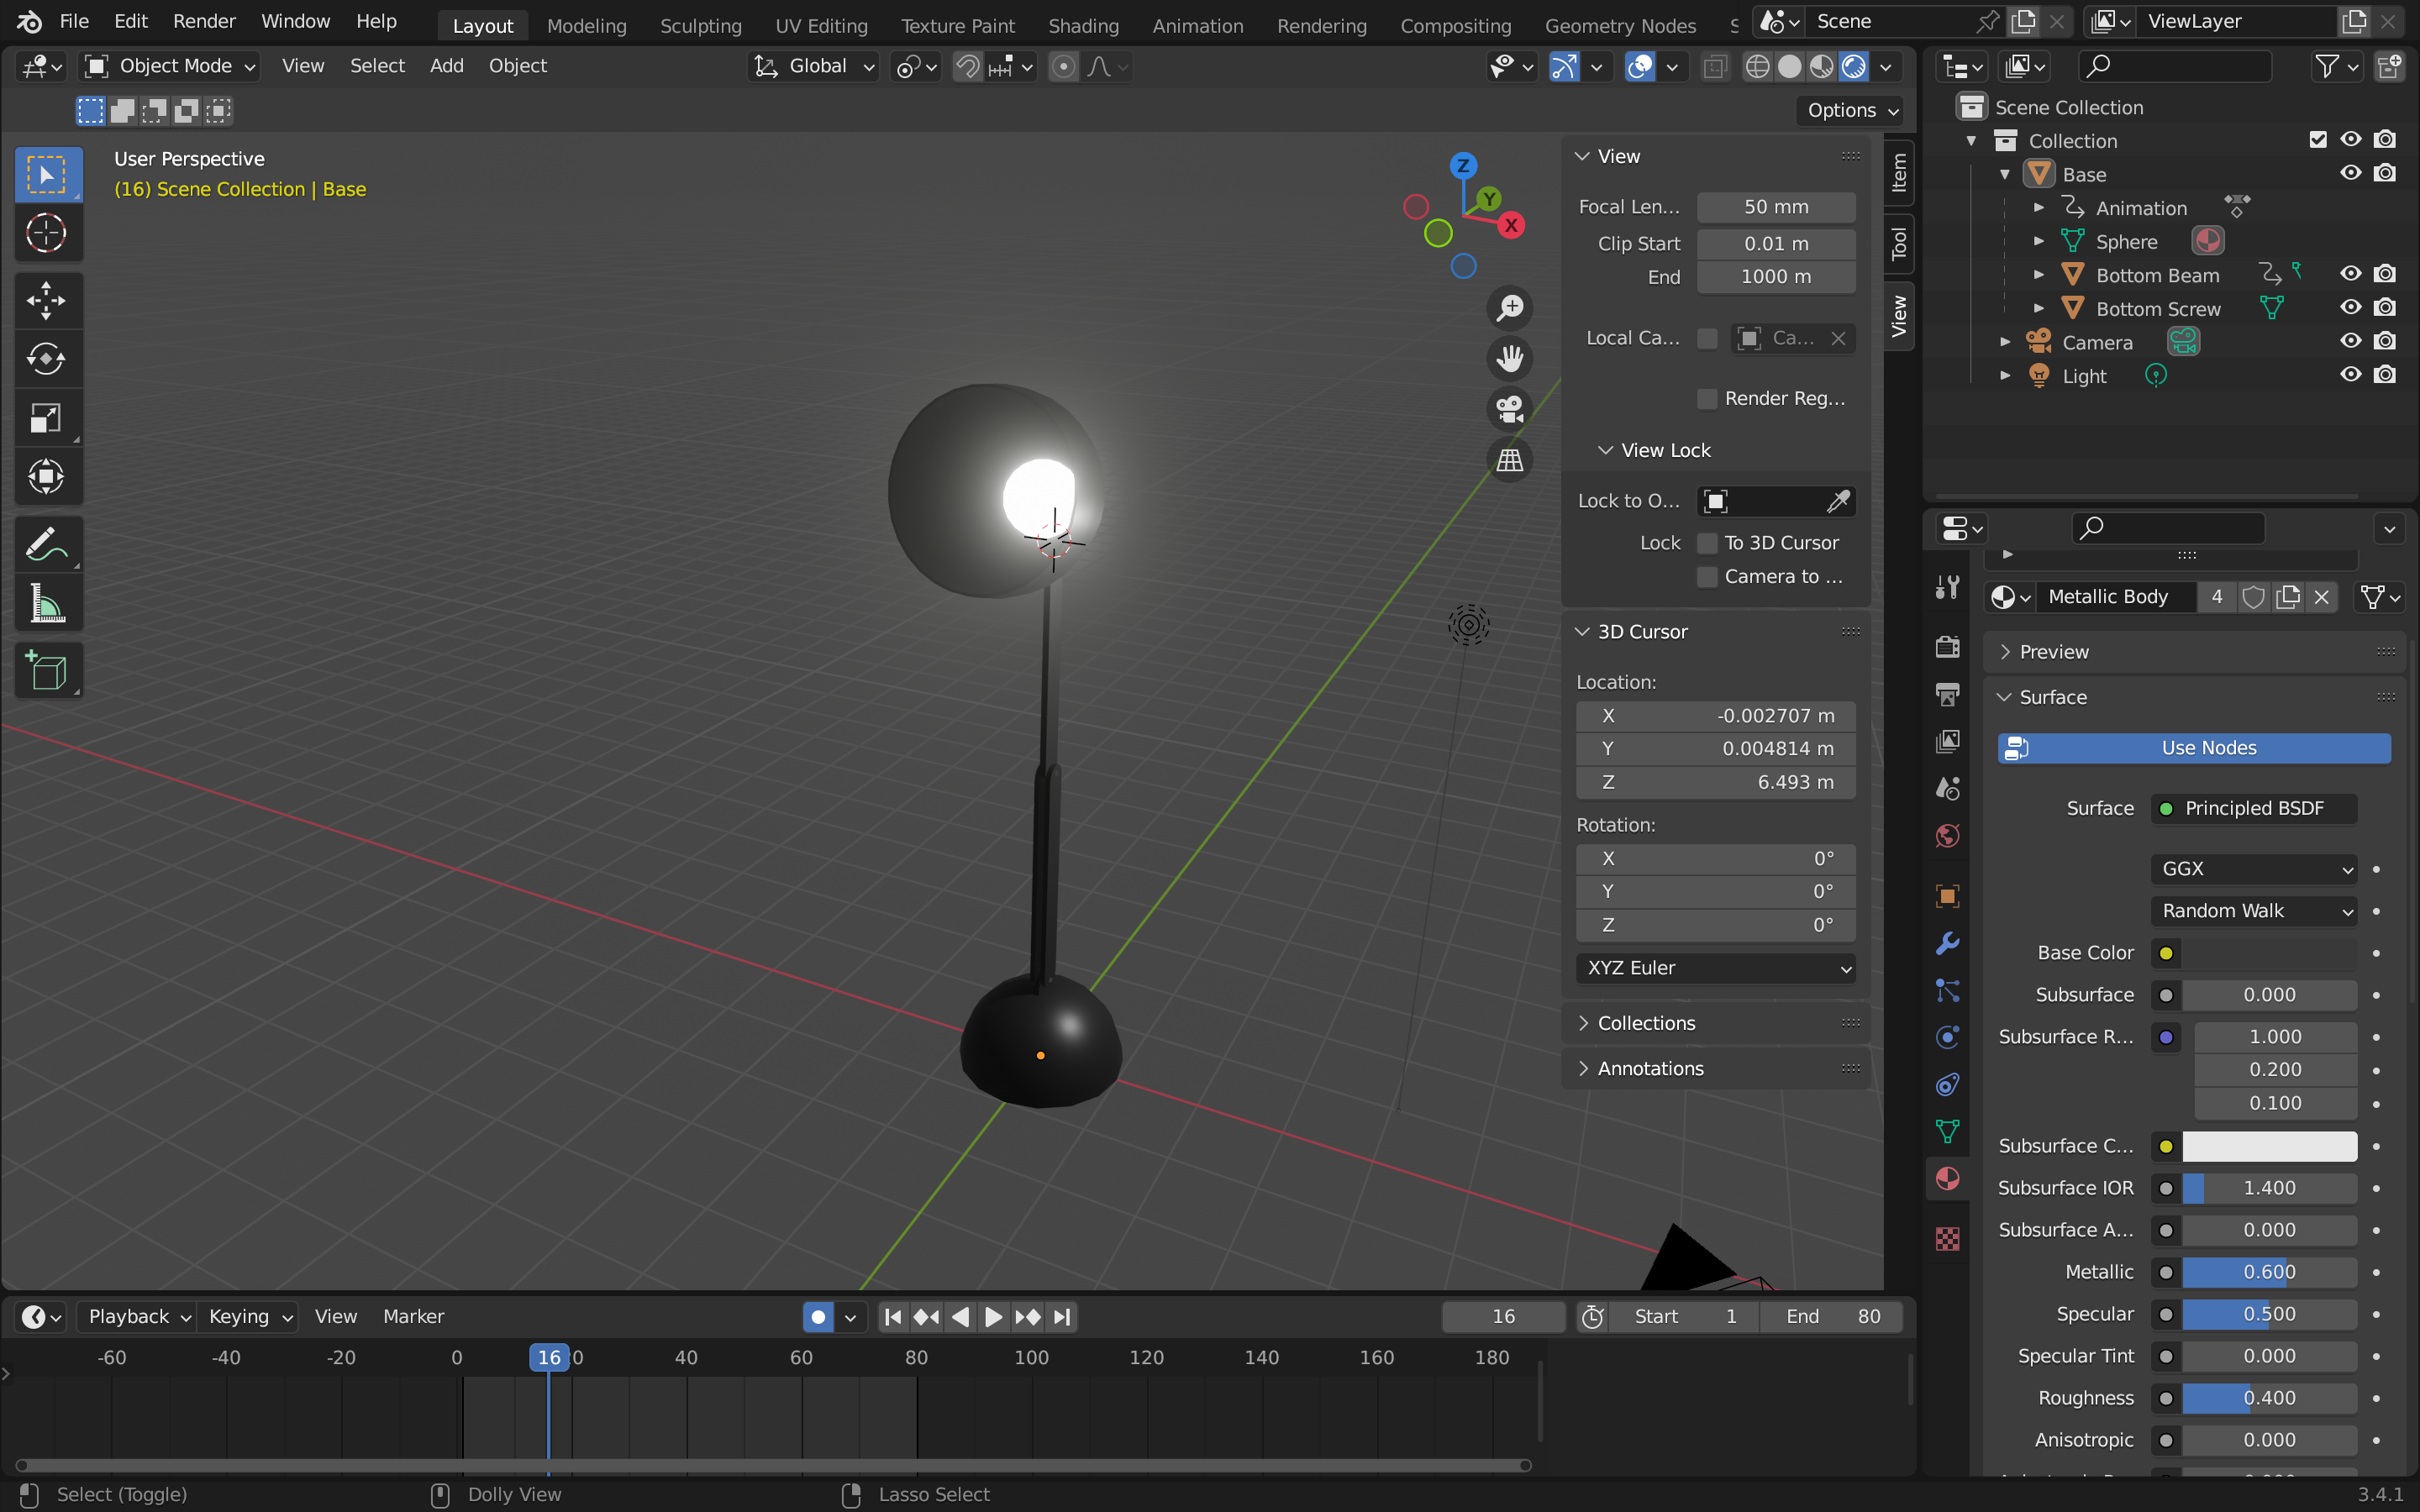 File Edit Render Window Help Layout Modeling Sculpting UV Editing Texture Paint Shading Animation Rendering Compositing Geometry Nodes Scene ViewLayer
Object Mode View Select Add Object Global
Options
User Perspective
(16) Scene Collection | Base
Z
Y
X
View
Focal Len... 50 mm
Clip Start 0.01 m
End 1000 m
Local Ca... Ca...
Render Reg...
View Lock
Lock to O...
Lock To 3D Cursor
Camera to ...
3D Cursor
Location:
X -0.002707 m
Y 0.004814 m
Z 6.493 m
Rotation:
X 0°
Y 0°
Z 0°
XYZ Euler
Collections
Annotations
Item
Tool
View
Scene Collection
Collection
Base
Animation
Sphere
Bottom Beam
Bottom Screw
Camera
Light
Metallic Body 4
Preview
Surface
Use Nodes
Surface Principled BSDF
GGX
Random Walk
Base Color
Subsurface 0.000
Subsurface R... 1.000
0.200
0.100
Subsurface C...
Subsurface IOR 1.400
Subsurface A... 0.000
Metallic 0.600
Specular 0.500
Specular Tint 0.000
Roughness 0.400
Anisotropic 0.000
Playback Keying View Marker 16 Start 1 End 80
-60 -40 -20 0 16 40 60 80 100 120 140 160 180
Select (Toggle) Dolly View Lasso Select 3.4.1